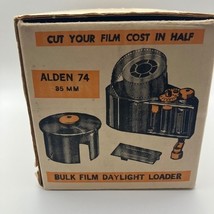 CUT YOUR FILM COST IN HALF
ALDEN 74
35 MM
BULK FILM DAYLIGHT LOADER